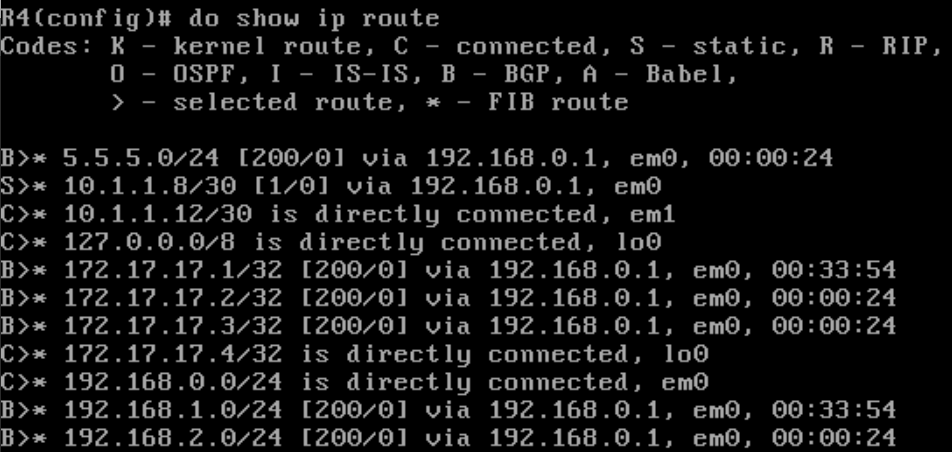 R4(config)# do show ip route
Codes: K - kernel route, C - connected, S - static, R - RIP,
       O - OSPF, I - IS-IS, B - BGP, A - Babel,
       > - selected route, * - FIB route

B>* 5.5.5.0/24 [200/0] via 192.168.0.1, em0, 00:00:24
S>* 10.1.1.8/30 [1/0] via 192.168.0.1, em0
C>* 10.1.1.12/30 is directly connected, em1
C>* 127.0.0.0/8 is directly connected, lo0
B>* 172.17.17.1/32 [200/0] via 192.168.0.1, em0, 00:33:54
B>* 172.17.17.2/32 [200/0] via 192.168.0.1, em0, 00:00:24
B>* 172.17.17.3/32 [200/0] via 192.168.0.1, em0, 00:00:24
C>* 172.17.17.4/32 is directly connected, lo0
C>* 192.168.0.0/24 is directly connected, em0
B>* 192.168.1.0/24 [200/0] via 192.168.0.1, em0, 00:33:54
B>* 192.168.2.0/24 [200/0] via 192.168.0.1, em0, 00:00:24